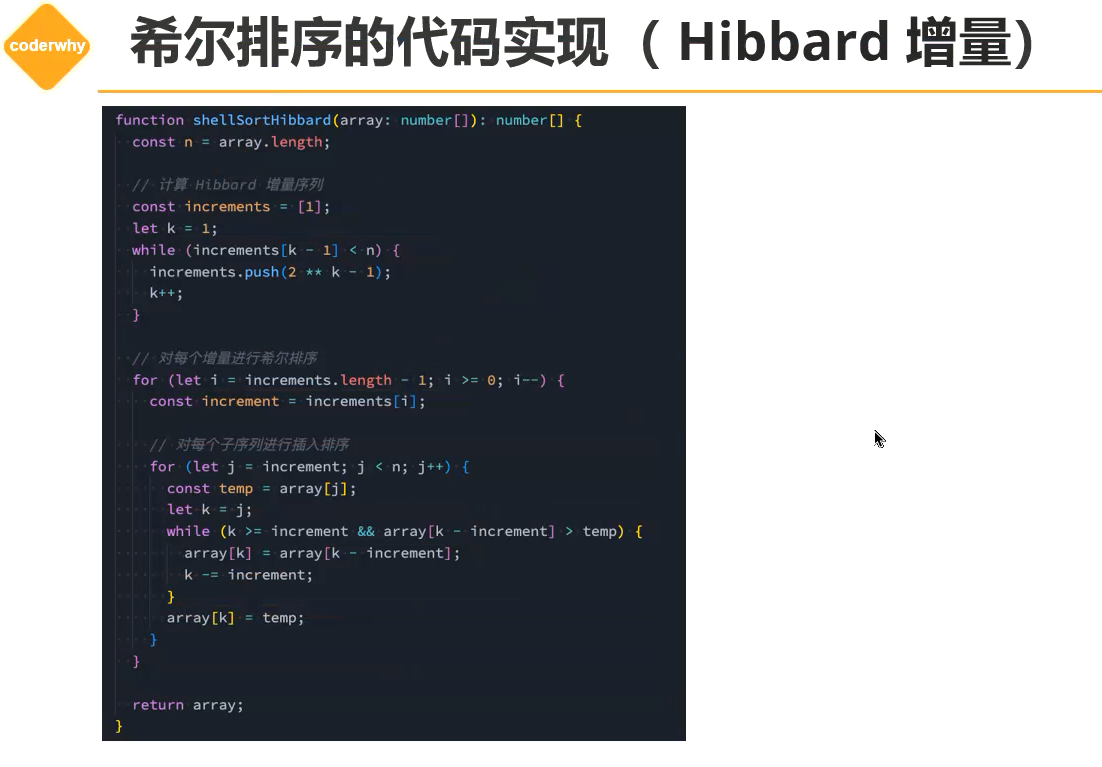 coderwhy
希尔排序的代码实现（ Hibbard 增量）
function shellSortHibbard(array: number[]): number[] {
  const n = array.length;

  // 计算 Hibbard 增量序列
  const increments = [1];
  let k = 1;
  while (increments[k - 1] < n) {
    increments.push(2 ** k - 1);
    k++;
  }

  // 对每个增量进行希尔排序
  for (let i = increments.length - 1; i >= 0; i--) {
    const increment = increments[i];

    // 对每个子序列进行插入排序
    for (let j = increment; j < n; j++) {
      const temp = array[j];
      let k = j;
      while (k >= increment && array[k - increment] > temp) {
        array[k] = array[k - increment];
        k -= increment;
      }
      array[k] = temp;
    }
  }

  return array;
}